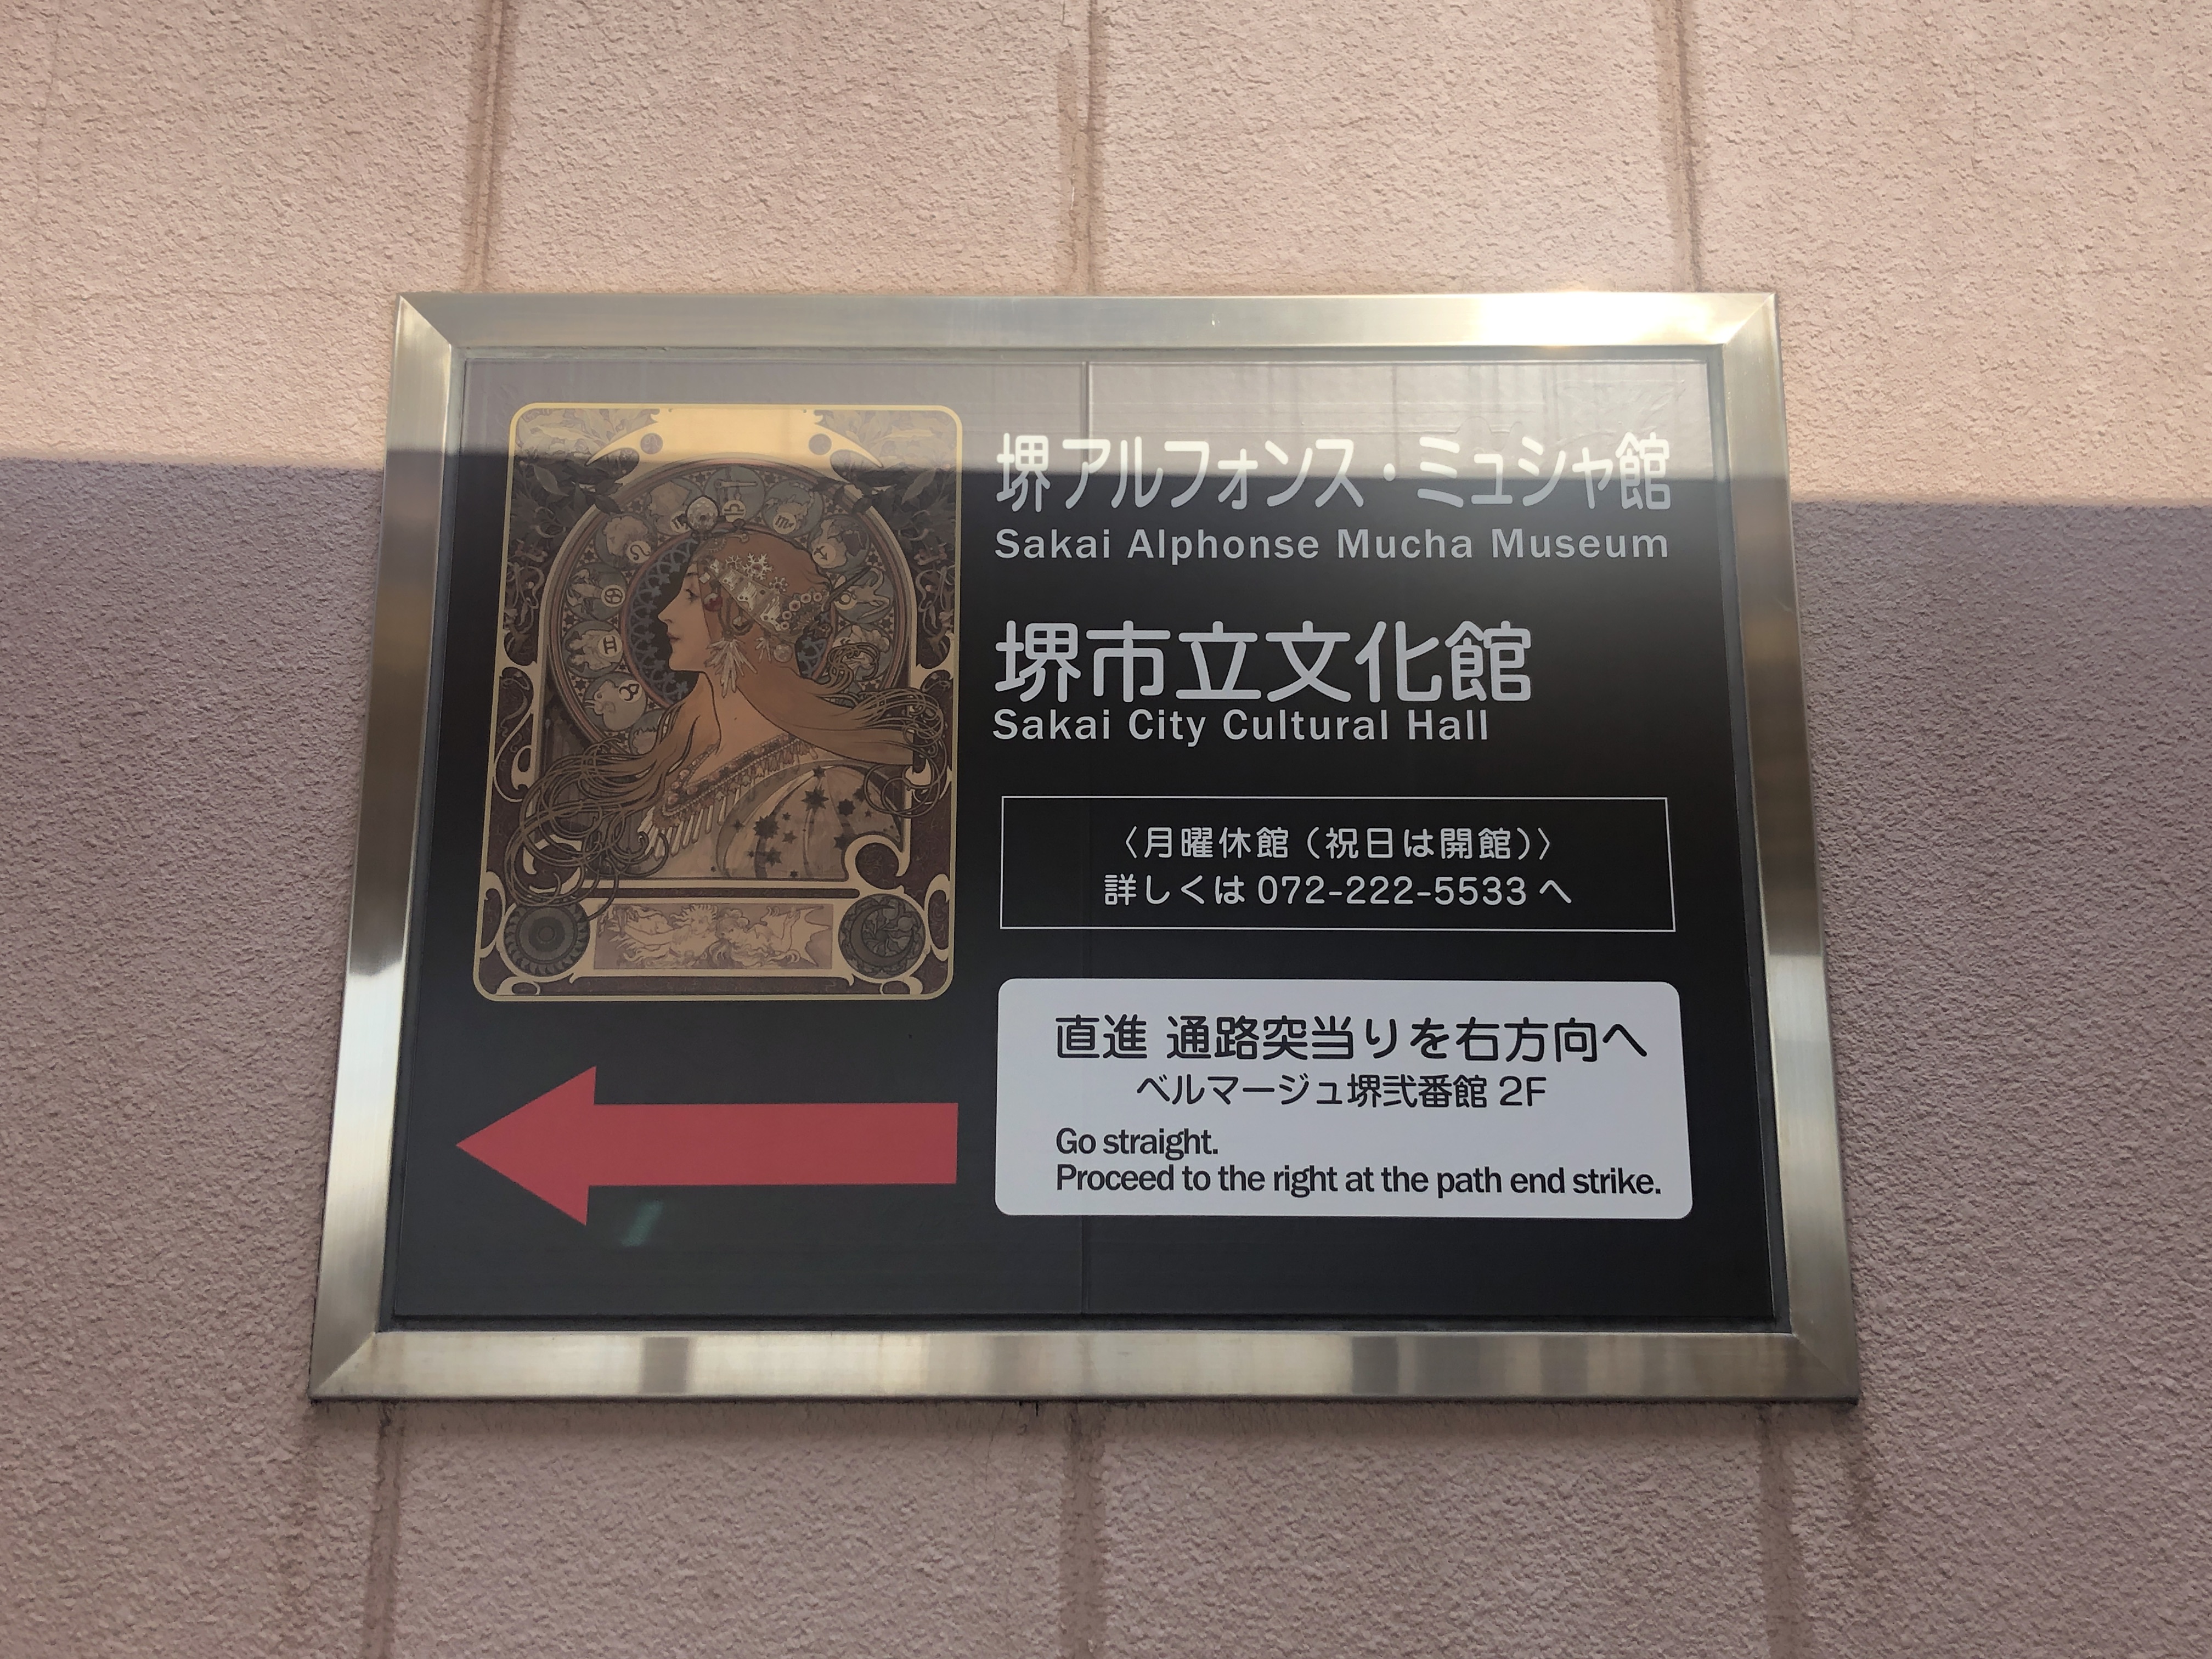 堺アルフォンス・ミュシャ館
Sakai Alphonse Mucha Museum
堺市立文化館
Sakai City Cultural Hall
〈月曜休館（祝日は開館）〉
詳しくは 072-222-5533 へ
直進 通路突当りを右方向へ
ベルマージュ堺弐番館 2F
Go straight.
Proceed to the right at the path end strike.